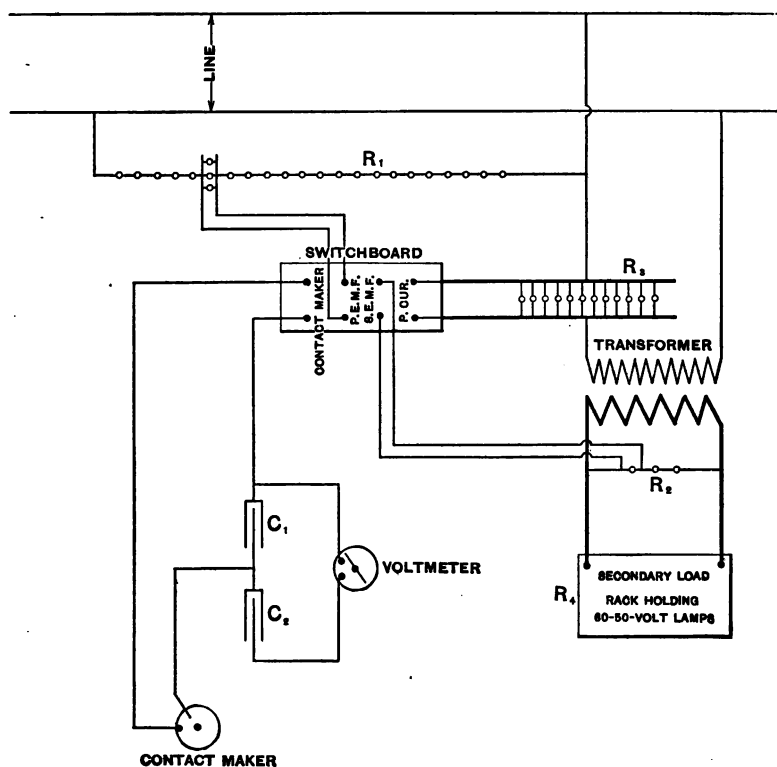 LINE
R₁
SWITCHBOARD
CONTACT MAKER
P.E.M.F.
S.E.M.F.
P. CUR.
R₃
TRANSFORMER
R₂
C₁
VOLTMETER
C₂
R₄
SECONDARY LOAD
RACK HOLDING
60-50-VOLT LAMPS
CONTACT MAKER